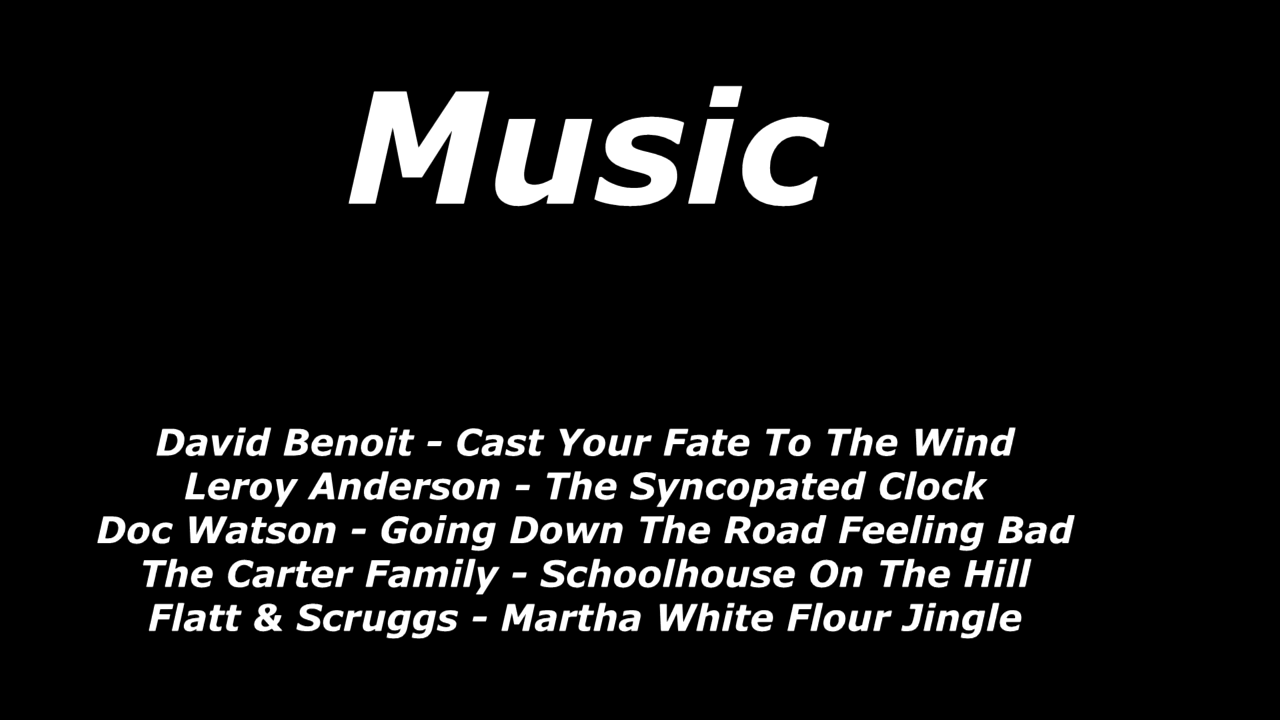 Music
David Benoit - Cast Your Fate To The Wind
Leroy Anderson - The Syncopated Clock
Doc Watson - Going Down The Road Feeling Bad
The Carter Family - Schoolhouse On The Hill
Flatt & Scruggs - Martha White Flour Jingle